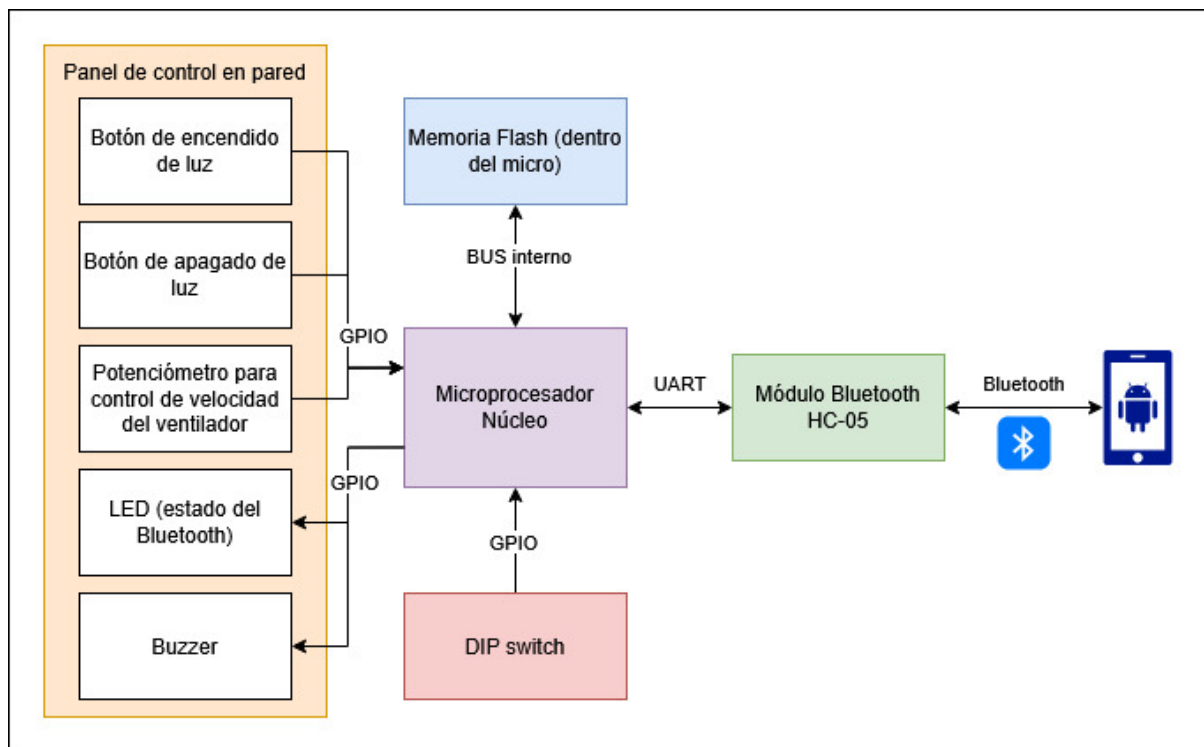 Panel de control en pared
Botón de encendido
de luz
Botón de apagado de
luz
Potenciómetro para
control de velocidad
del ventilador
LED (estado del
Bluetooth)
Buzzer
GPIO
GPIO
Memoria Flash (dentro
del micro)
BUS interno
Microprocesador
Núcleo
GPIO
DIP switch
UART
Módulo Bluetooth
HC-05
Bluetooth